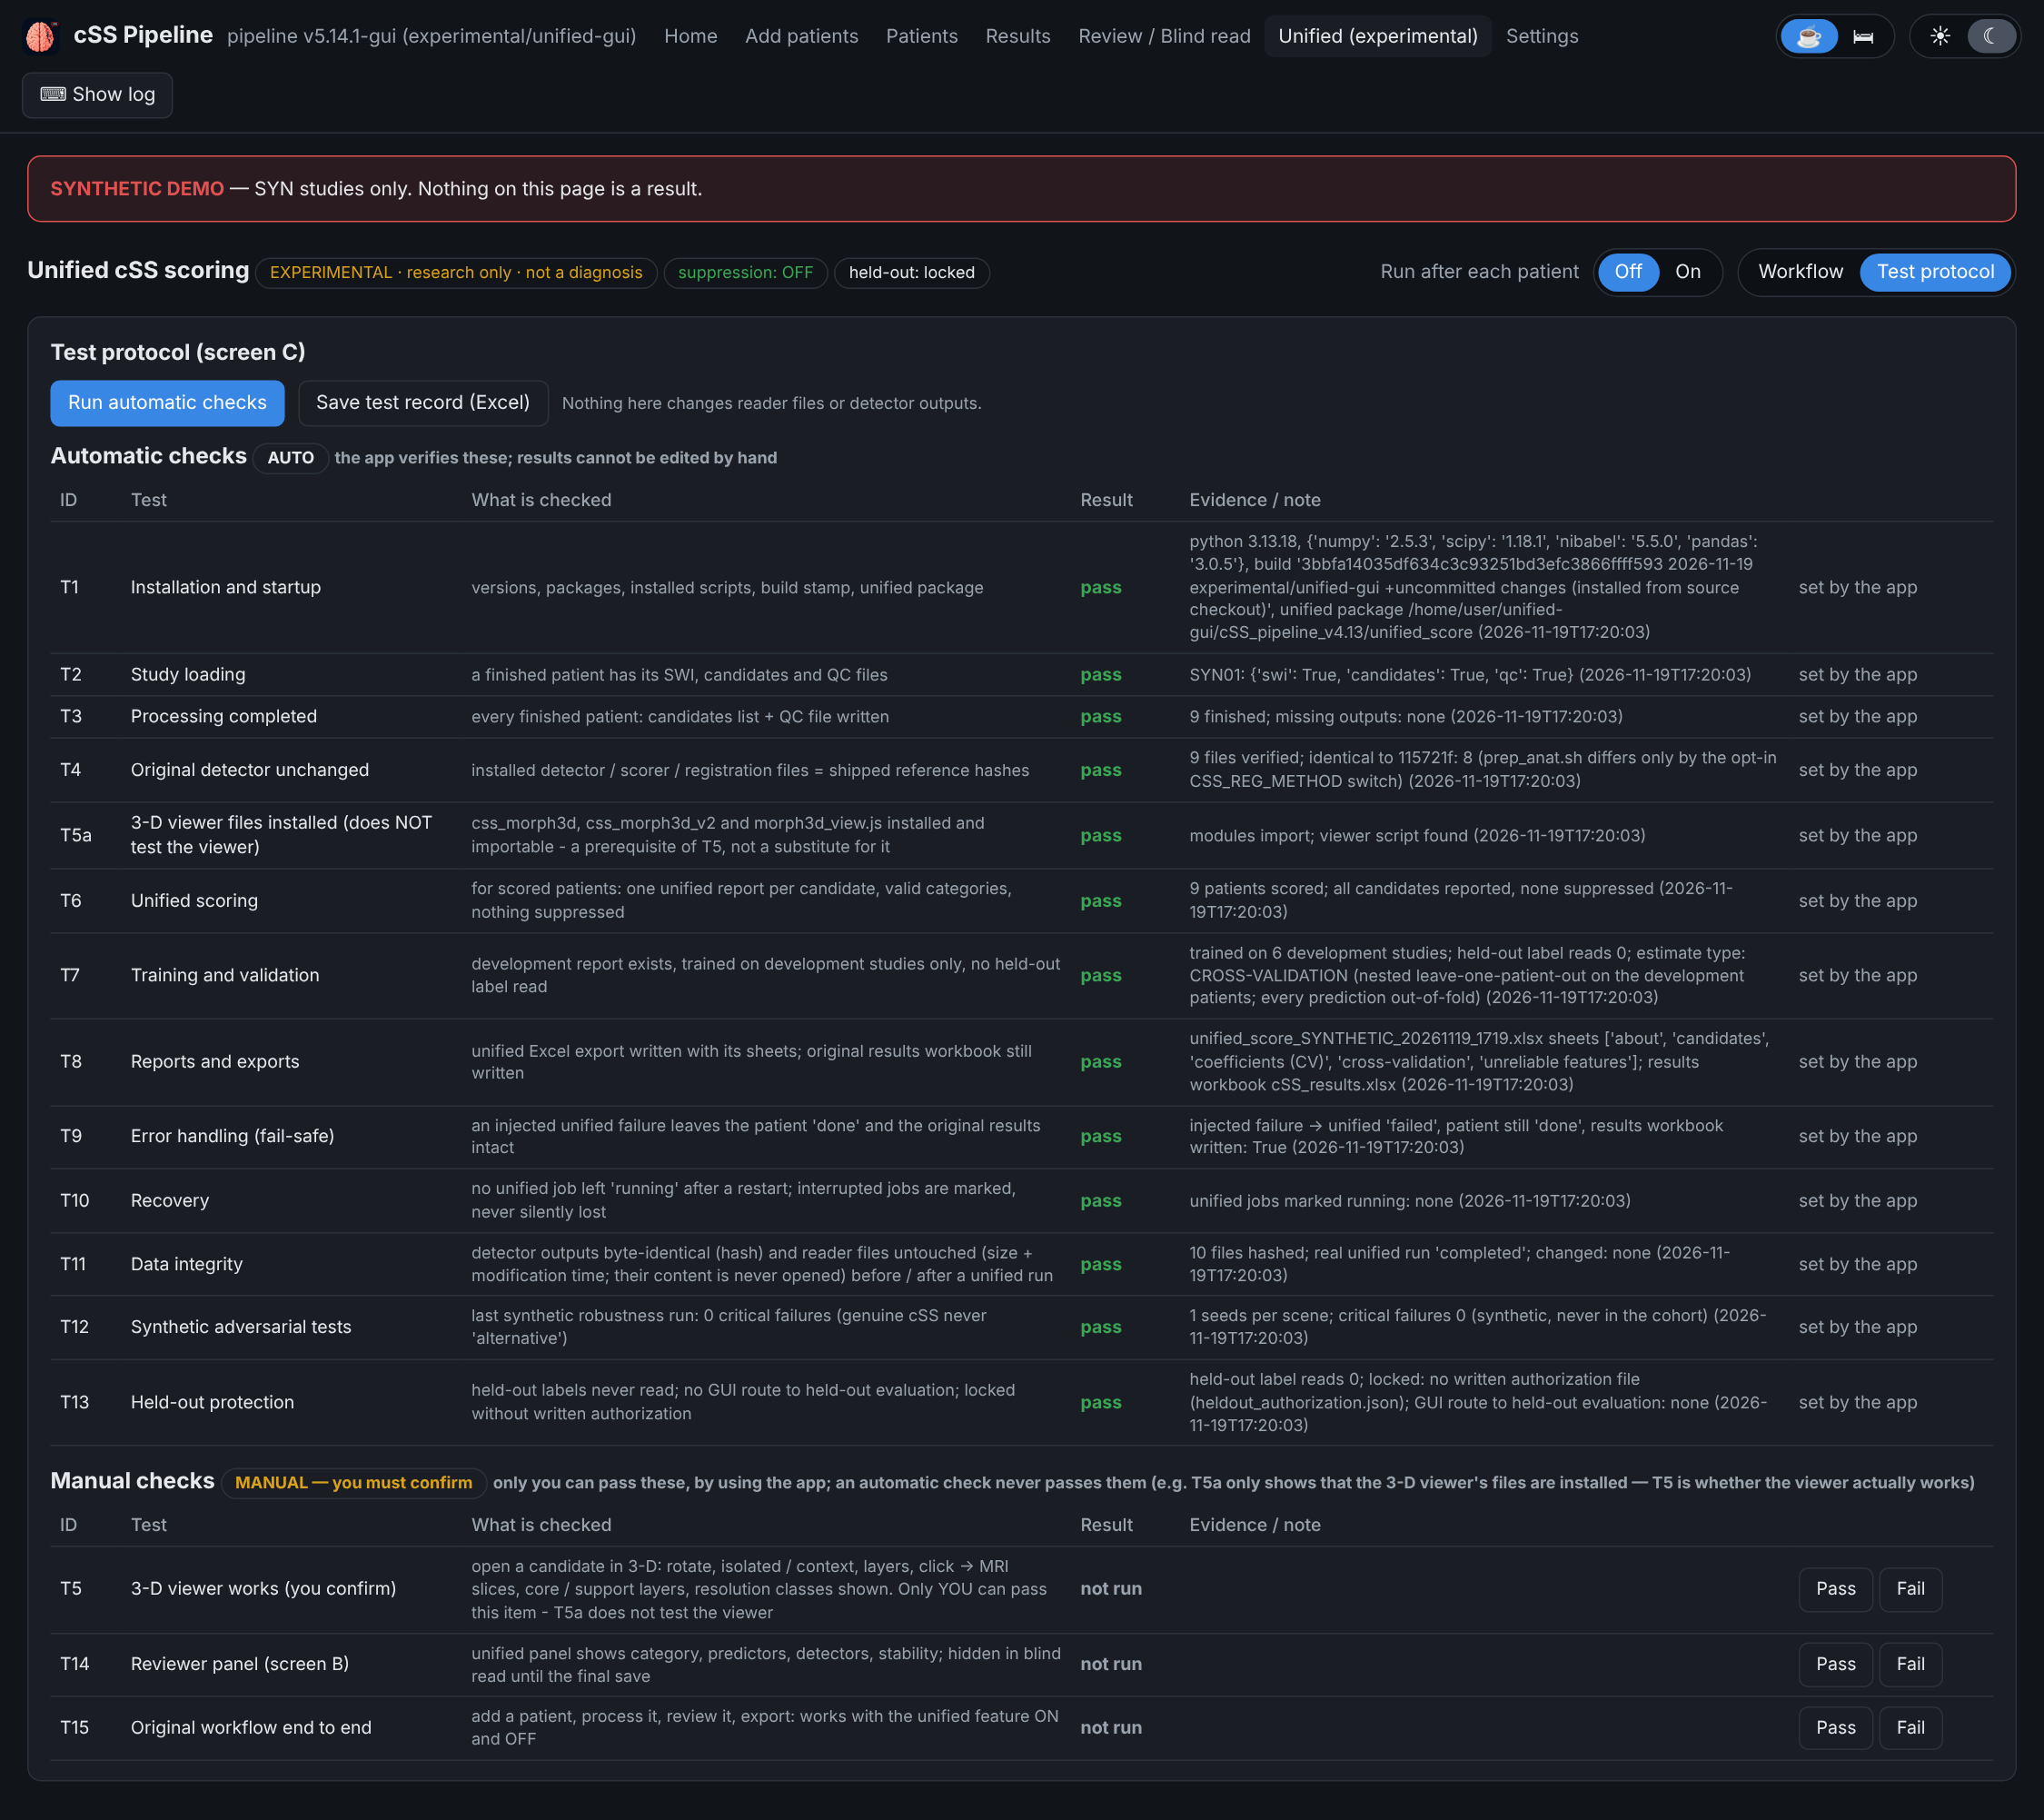 cSS Pipeline pipeline v5.14.1-gui (experimental/unified-gui) Home Add patients Patients Results Review / Blind read Unified (experimental) Settings
Show log
SYNTHETIC DEMO — SYN studies only. Nothing on this page is a result.
Unified cSS scoring EXPERIMENTAL · research only · not a diagnosis suppression: OFF held-out: locked Run after each patient Off On Workflow Test protocol
Test protocol (screen C)
Run automatic checks Save test record (Excel) Nothing here changes reader files or detector outputs.
Automatic checks AUTO the app verifies these; results cannot be edited by hand
ID Test What is checked Result Evidence / note
T1 Installation and startup versions, packages, installed scripts, build stamp, unified package pass
python 3.13.18, {'numpy': '2.5.3', 'scipy': '1.18.1', 'nibabel': '5.5.0', 'pandas':
'3.0.5'}, build '3bbfa14035df634c3c93251bd3efc3866ffff593 2026-11-19
experimental/unified-gui +uncommitted changes (installed from source
checkout)', unified package /home/user/unified-
gui/cSS_pipeline_v4.13/unified_score (2026-11-19T17:20:03)
set by the app
T2 Study loading a finished patient has its SWI, candidates and QC files pass SYN01: {'swi': True, 'candidates': True, 'qc': True} (2026-11-19T17:20:03) set by the app
T3 Processing completed every finished patient: candidates list + QC file written pass 9 finished; missing outputs: none (2026-11-19T17:20:03) set by the app
T4 Original detector unchanged installed detector / scorer / registration files = shipped reference hashes pass
9 files verified; identical to 115721f: 8 (prep_anat.sh differs only by the opt-in
CSS_REG_METHOD switch) (2026-11-19T17:20:03)
set by the app
T5a
3-D viewer files installed (does NOT
test the viewer)
css_morph3d, css_morph3d_v2 and morph3d_view.js installed and
importable - a prerequisite of T5, not a substitute for it
pass modules import; viewer script found (2026-11-19T17:20:03) set by the app
T6 Unified scoring
for scored patients: one unified report per candidate, valid categories,
nothing suppressed
pass
9 patients scored; all candidates reported, none suppressed (2026-11-
19T17:20:03)
set by the app
T7 Training and validation
development report exists, trained on development studies only, no held-out
label read
pass
trained on 6 development studies; held-out label reads 0; estimate type:
CROSS-VALIDATION (nested leave-one-patient-out on the development
patients; every prediction out-of-fold) (2026-11-19T17:20:03)
set by the app
T8 Reports and exports
unified Excel export written with its sheets; original results workbook still
written
pass
unified_score_SYNTHETIC_20261119_1719.xlsx sheets ['about', 'candidates',
'coefficients (CV)', 'cross-validation', 'unreliable features']; results
workbook cSS_results.xlsx (2026-11-19T17:20:03)
set by the app
T9 Error handling (fail-safe)
an injected unified failure leaves the patient 'done' and the original results
intact
pass
injected failure → unified 'failed', patient still 'done', results workbook
written: True (2026-11-19T17:20:03)
set by the app
T10 Recovery
no unified job left 'running' after a restart; interrupted jobs are marked,
never silently lost
pass unified jobs marked running: none (2026-11-19T17:20:03) set by the app
T11 Data integrity
detector outputs byte-identical (hash) and reader files untouched (size +
modification time; their content is never opened) before / after a unified run
pass
10 files hashed; real unified run 'completed'; changed: none (2026-11-
19T17:20:03)
set by the app
T12 Synthetic adversarial tests
last synthetic robustness run: 0 critical failures (genuine cSS never
'alternative')
pass
1 seeds per scene; critical failures 0 (synthetic, never in the cohort) (2026-
11-19T17:20:03)
set by the app
T13 Held-out protection
held-out labels never read; no GUI route to held-out evaluation; locked
without written authorization
pass
held-out label reads 0; locked: no written authorization file
(heldout_authorization.json); GUI route to held-out evaluation: none (2026-
11-19T17:20:03)
set by the app
Manual checks MANUAL — you must confirm only you can pass these, by using the app; an automatic check never passes them (e.g. T5a only shows that the 3-D viewer's files are installed — T5 is whether the viewer actually works)
ID Test What is checked Result Evidence / note
T5 3-D viewer works (you confirm)
open a candidate in 3-D: rotate, isolated / context, layers, click → MRI
slices, core / support layers, resolution classes shown. Only YOU can pass
this item - T5a does not test the viewer
not run Pass Fail
T14 Reviewer panel (screen B)
unified panel shows category, predictors, detectors, stability; hidden in blind
read until the final save
not run Pass Fail
T15 Original workflow end to end
add a patient, process it, review it, export: works with the unified feature ON
and OFF
not run Pass Fail